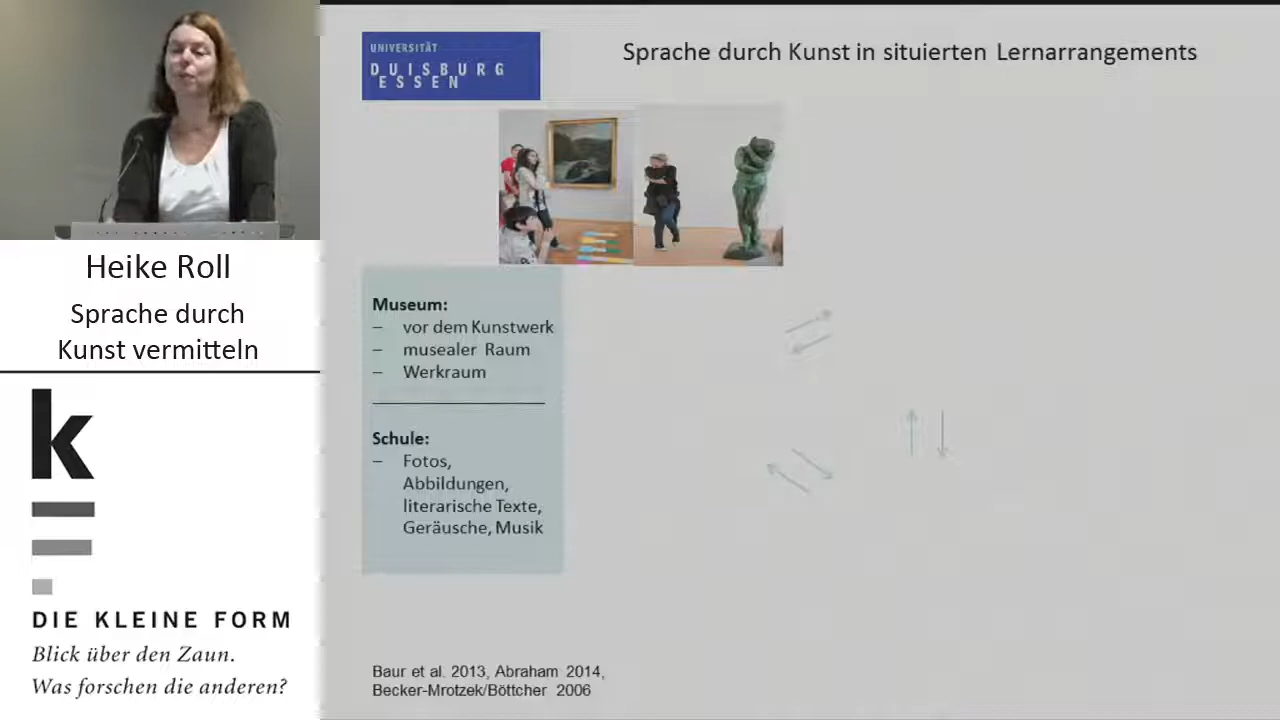 Heike Roll
Sprache durch
Kunst vermitteln
k
DIE KLEINE FORM
Blick über den Zaun.
Was forschen die anderen?
UNIVERSITÄT
DUISBURG
ESSEN
Sprache durch Kunst in situierten Lernarrangements
Museum:
– vor dem Kunstwerk
– musealer Raum
– Werkraum
Schule:
– Fotos,
Abbildungen,
literarische Texte,
Geräusche, Musik
Baur et al. 2013, Abraham 2014,
Becker-Mrotzek/Böttcher 2006